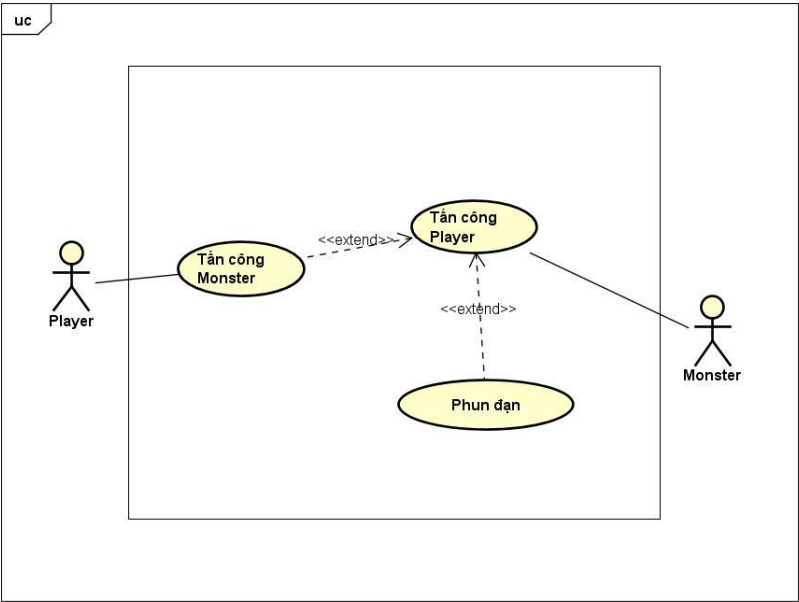 uc
Tấn công
Player
<<extend>>
Tấn công
Monster
Player
<<extend>>
Monster
Phun đạn